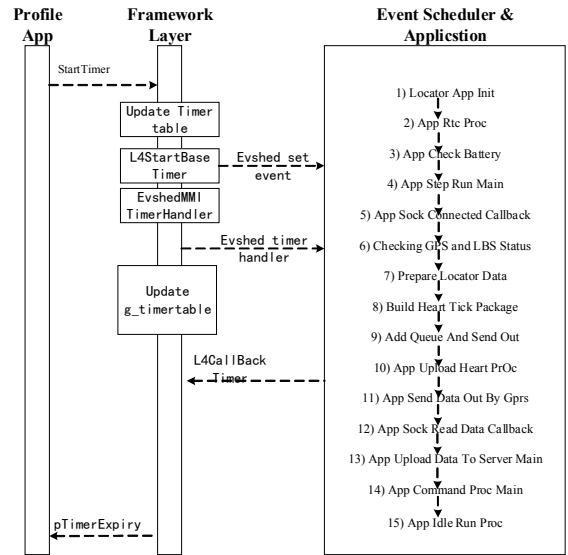 Profile
App
Framework
Layer
Event Scheduler &
Applicstion
StartTimer
Update Timer
table
L4StartBase
Timer
Evshed set
event
EvshedMMI
TimerHandler
Evshed timer
handler
Update
g_timertable
L4CallBack
Timer
pTimerExpiry
1) Locator App Init
2) App Rtc Proc
3) App Check Battery
4) App Step Run Main
5) App Sock Connected Callback
6) Checking GPS and LBS Status
7) Prepare Locator Data
8) Build Heart Tick Package
9) Add Queue And Send Out
10) App Upload Heart PrOc
11) App Send Data Out By Gprs
12) App Sock Read Data Callback
13) App Upload Data To Server Main
14) App Command Proc Main
15) App Idle Run Proc